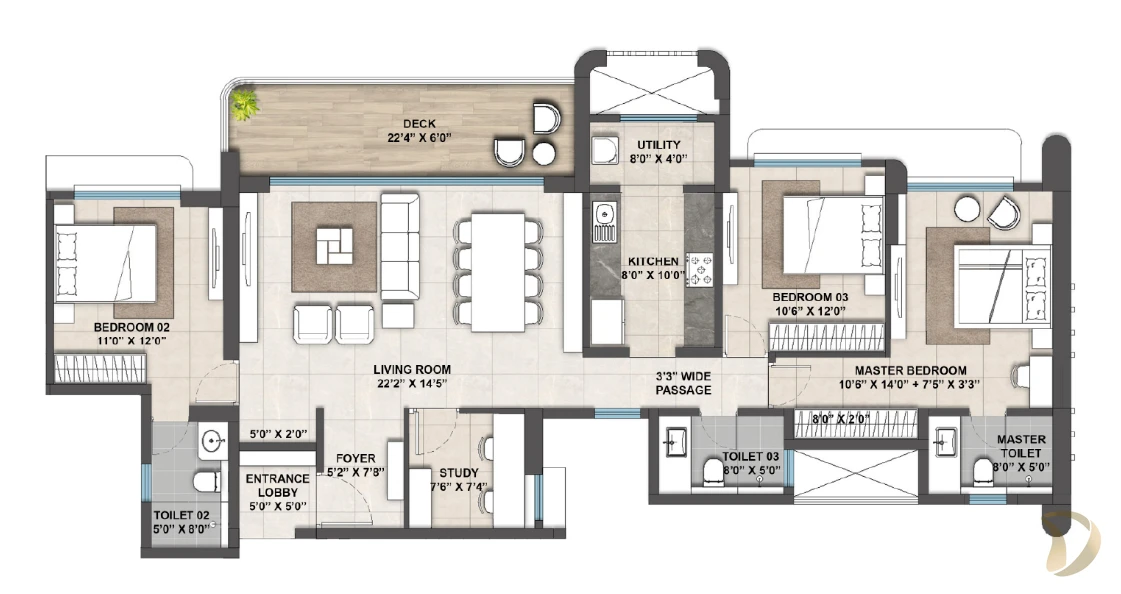 DECK
22'4" X 6'0"
UTILITY
8'0" X 4'0"
KITCHEN
8'0" X 10'0"
BEDROOM 03
10'6" X 12'0"
BEDROOM 02
11'0" X 12'0"
LIVING ROOM
22'2" X 14'5"
3'3" WIDE
PASSAGE
MASTER BEDROOM
10'6" X 14'0" + 7'5" X 3'3"
8'0" X 2'0"
5'0" X 2'0"
FOYER
5'2" X 7'8"
STUDY
7'6" X 7'4"
TOILET 03
8'0" X 5'0"
MASTER
TOILET
8'0" X 5'0"
ENTRANCE
LOBBY
5'0" X 5'0"
TOILET 02
5'0" X 8'0"